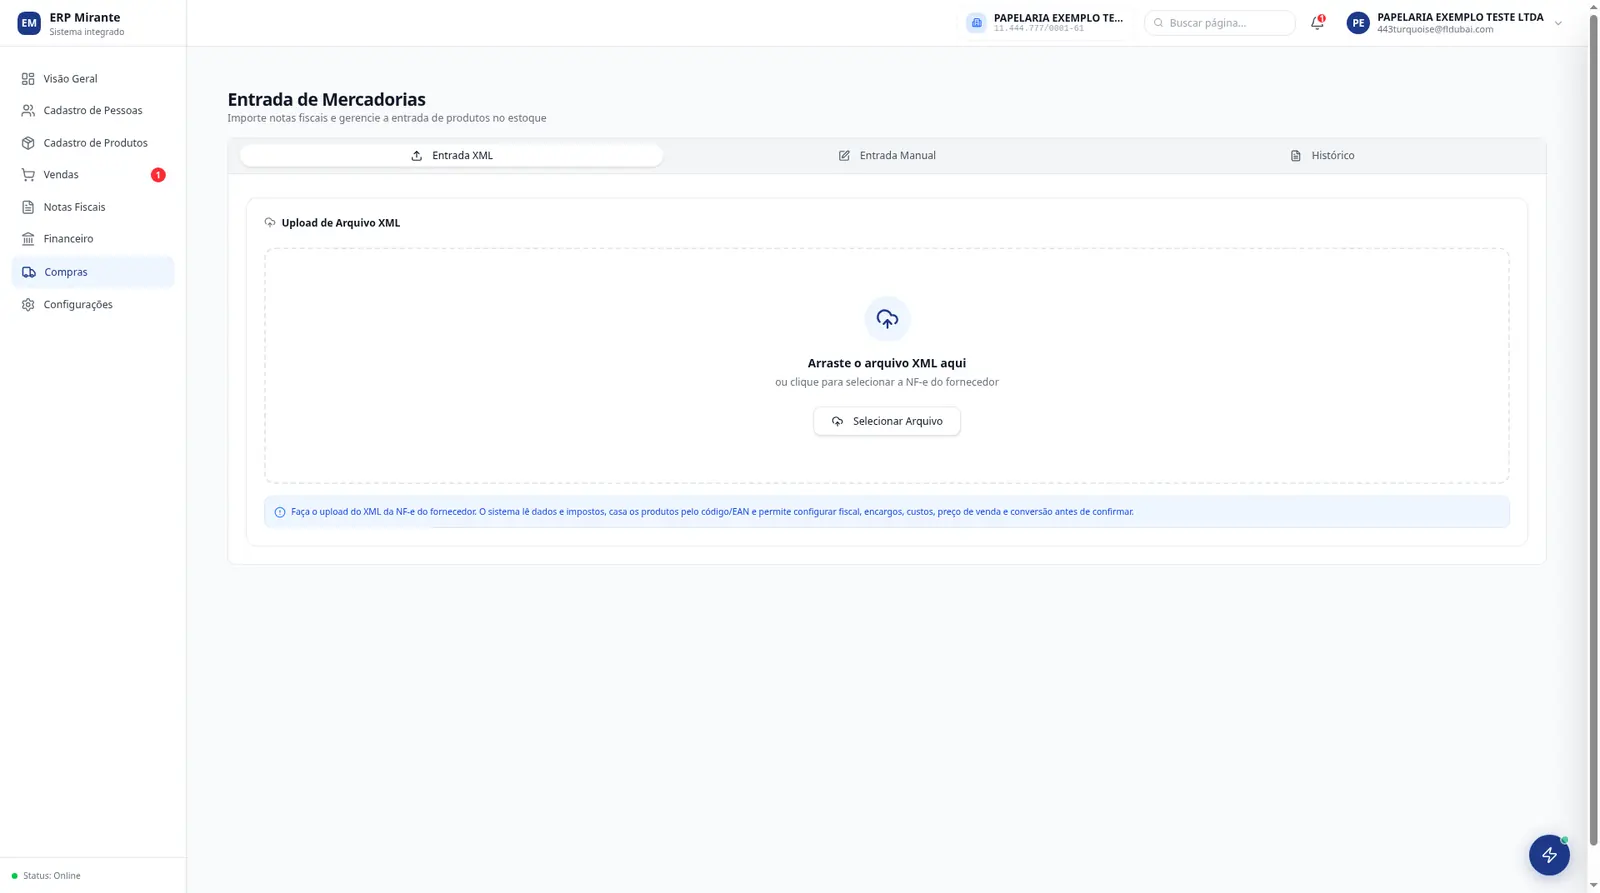 EM
ERP Mirante
Sistema integrado
PAPELARIA EXEMPLO TE...
11.444.777/0001-61
Buscar página...
1
PE
PAPELARIA EXEMPLO TESTE LTDA
443turquoise@fldubai.com
Visão Geral
Cadastro de Pessoas
Cadastro de Produtos
Vendas
1
Notas Fiscais
Financeiro
Compras
Configurações
Entrada de Mercadorias
Importe notas fiscais e gerencie a entrada de produtos no estoque
Entrada XML
Entrada Manual
Histórico
Upload de Arquivo XML
Arraste o arquivo XML aqui
ou clique para selecionar a NF-e do fornecedor
Selecionar Arquivo
Faça o upload do XML da NF-e do fornecedor. O sistema lê dados e impostos, casa os produtos pelo código/EAN e permite configurar fiscal, encargos, custos, preço de venda e conversão antes de confirmar.
Status: Online